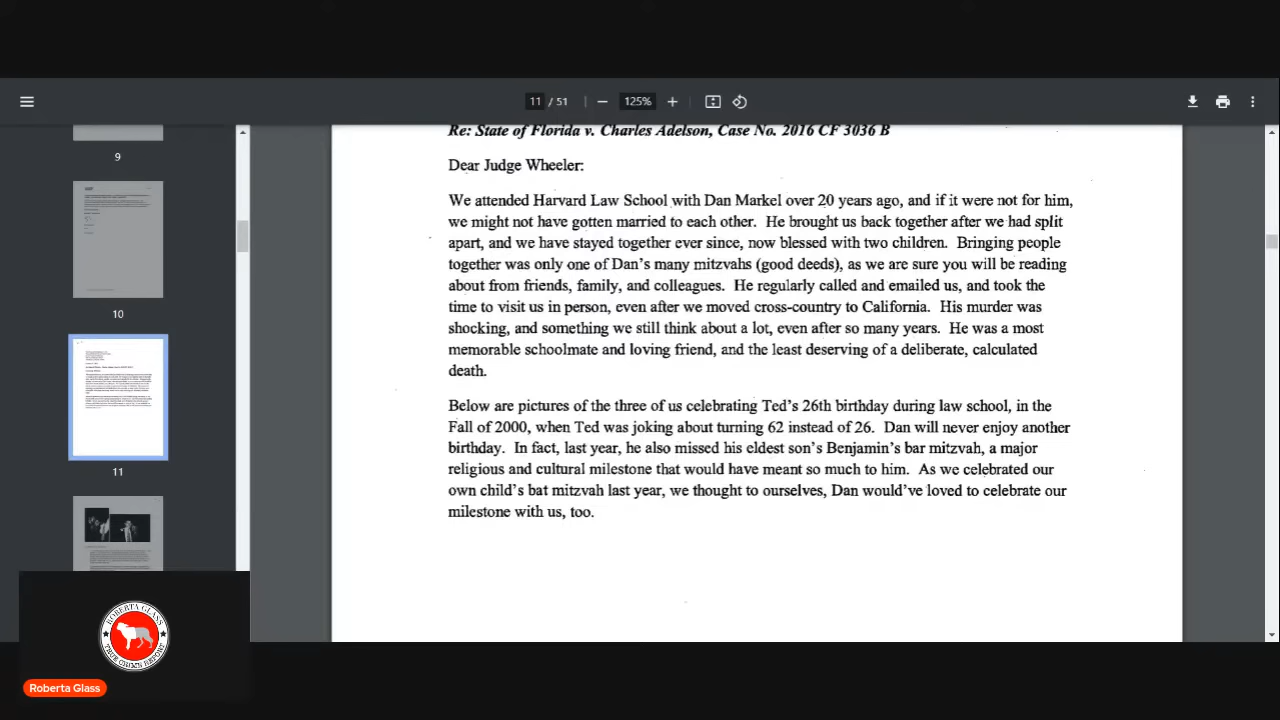 11 / 51
125%
9
10
11
Re: State of Florida v. Charles Adelson, Case No. 2016 CF 3036 B
Dear Judge Wheeler:
We attended Harvard Law School with Dan Markel over 20 years ago, and if it were not for him,
we might not have gotten married to each other. He brought us back together after we had split
apart, and we have stayed together ever since, now blessed with two children. Bringing people
together was only one of Dan's many mitzvahs (good deeds), as we are sure you will be reading
about from friends, family, and colleagues. He regularly called and emailed us, and took the
time to visit us in person, even after we moved cross-country to California. His murder was
shocking, and something we still think about a lot, even after so many years. He was a most
memorable schoolmate and loving friend, and the least deserving of a deliberate, calculated
death.
Below are pictures of the three of us celebrating Ted's 26th birthday during law school, in the
Fall of 2000, when Ted was joking about turning 62 instead of 26. Dan will never enjoy another
birthday. In fact, last year, he also missed his eldest son's Benjamin's bar mitzvah, a major
religious and cultural milestone that would have meant so much to him. As we celebrated our
own child's bat mitzvah last year, we thought to ourselves, Dan would've loved to celebrate our
milestone with us, too.
ROBERTA GLASS
TRUE CRIME REPORT
Roberta Glass